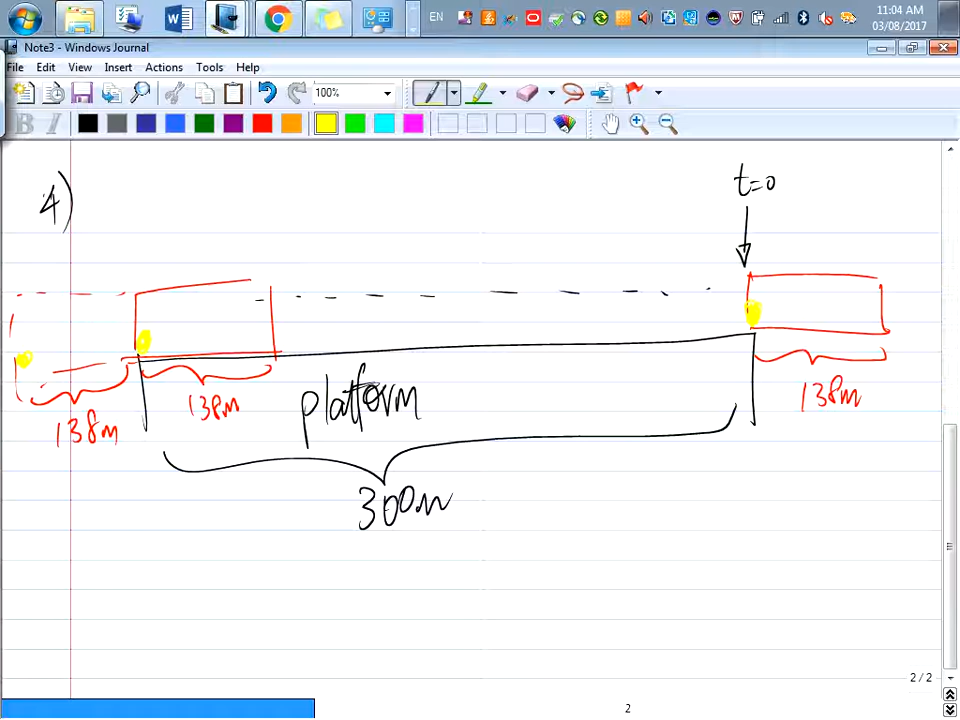 EN
11:04 AM
03/08/2017
Note3 - Windows Journal
File Edit View Insert Actions Tools Help
100%
B I
4)
t=0
138m
138m
138m
platform
300m
2 / 2
2